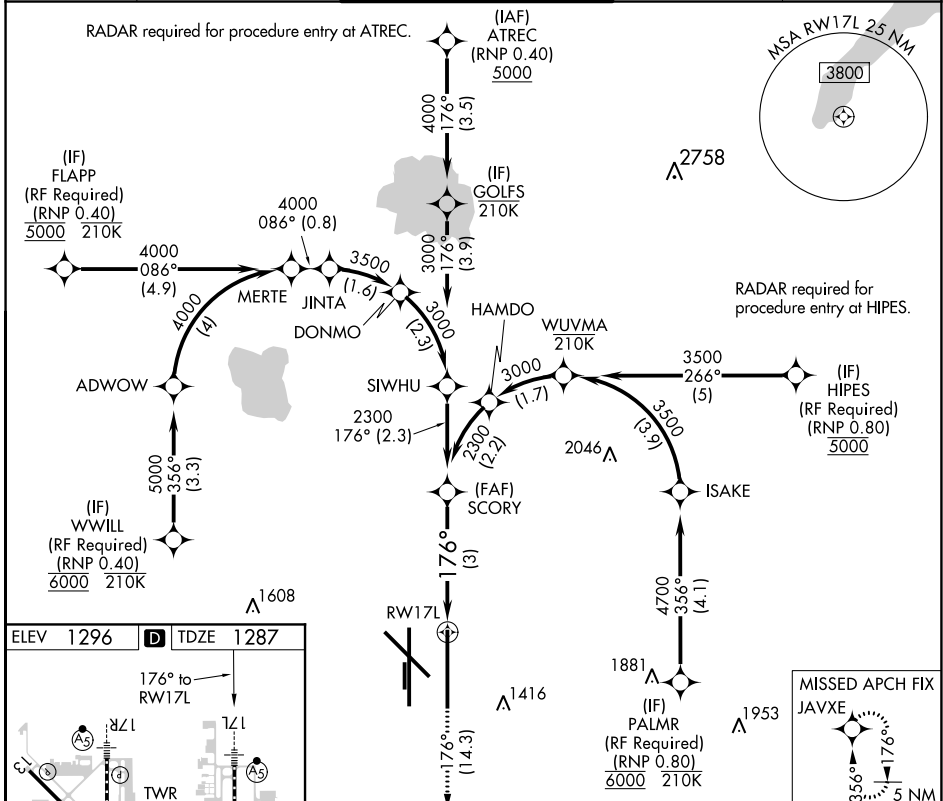 RADAR required for procedure entry at ATREC.
(IAF)
ATREC
(RNP 0.40)
5000
MSA RW17L 25 NM
3800
4000
176°
(3.5)
2758
(IF)
FLAPP
(RF Required)
(RNP 0.40)
5000 210K
(IF)
GOLFS
210K
4000
086° (0.8)
3000
176°
(3.9)
4000
086°
(4.9)
3500
(1.6)
MERTE
JINTA
DONMO
4000
(4)
3000
(2.3)
HAMDO
RADAR required for
procedure entry at HIPES.
WUVMA
210K
3500
266°
(5)
(IF)
HIPES
(RF Required)
(RNP 0.80)
5000
ADWOW
SIWHU
3000
(1.7)
2300
176° (2.3)
2300
(2.2)
3500
(3.9)
2046
5000
356°
(3.3)
(FAF)
SCORY
ISAKE
(IF)
WWILL
(RF Required)
(RNP 0.40)
6000 210K
176°
(3)
4700
356°
(4.1)
1608
RW17L
ELEV 1296 D TDZE 1287
176° to
RW17L
1416
1881
(IF)
PALMR
(RF Required)
(RNP 0.80)
6000 210K
1953
176°
(14.3)
MISSED APCH FIX
JAVXE
176°
356°
5 NM
17R
17L
A5
A5
13
P
P
TWR